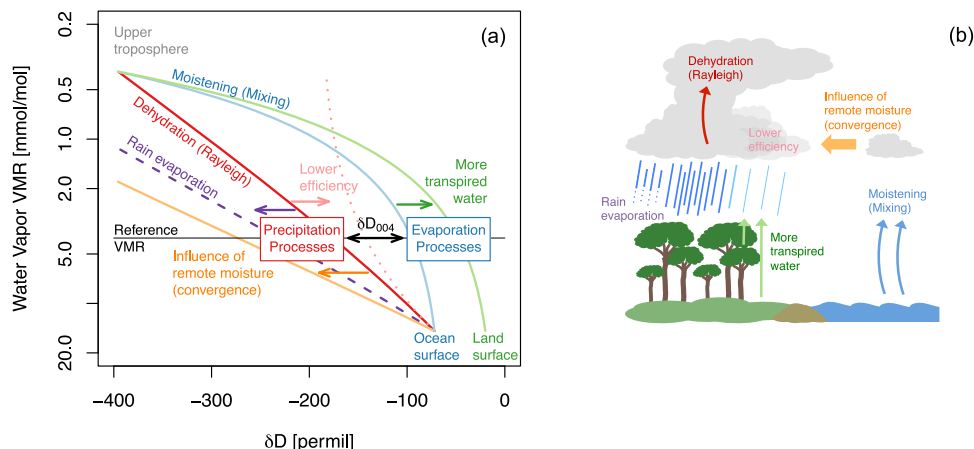 (a)
Water Vapor VMR [mmol/mol]
0.2
0.5
1.0
2.0
5.0
20.0
Upper
troposphere
Moistening (Mixing)
Dehydration (Rayleigh)
Rain evaporation
Lower
efficiency
More
transpired
water
Reference
VMR
Precipitation
Processes
δD004
Evaporation
Processes
Influence of
remote moisture
(convergence)
Ocean
surface
Land
surface
−400
−300
−200
−100
0
δD [permil]
(b)
Dehydration
(Rayleigh)
Influence of
remote moisture
(convergence)
Lower
efficiency
Rain
evaporation
Moistening
(Mixing)
More
transpired
water